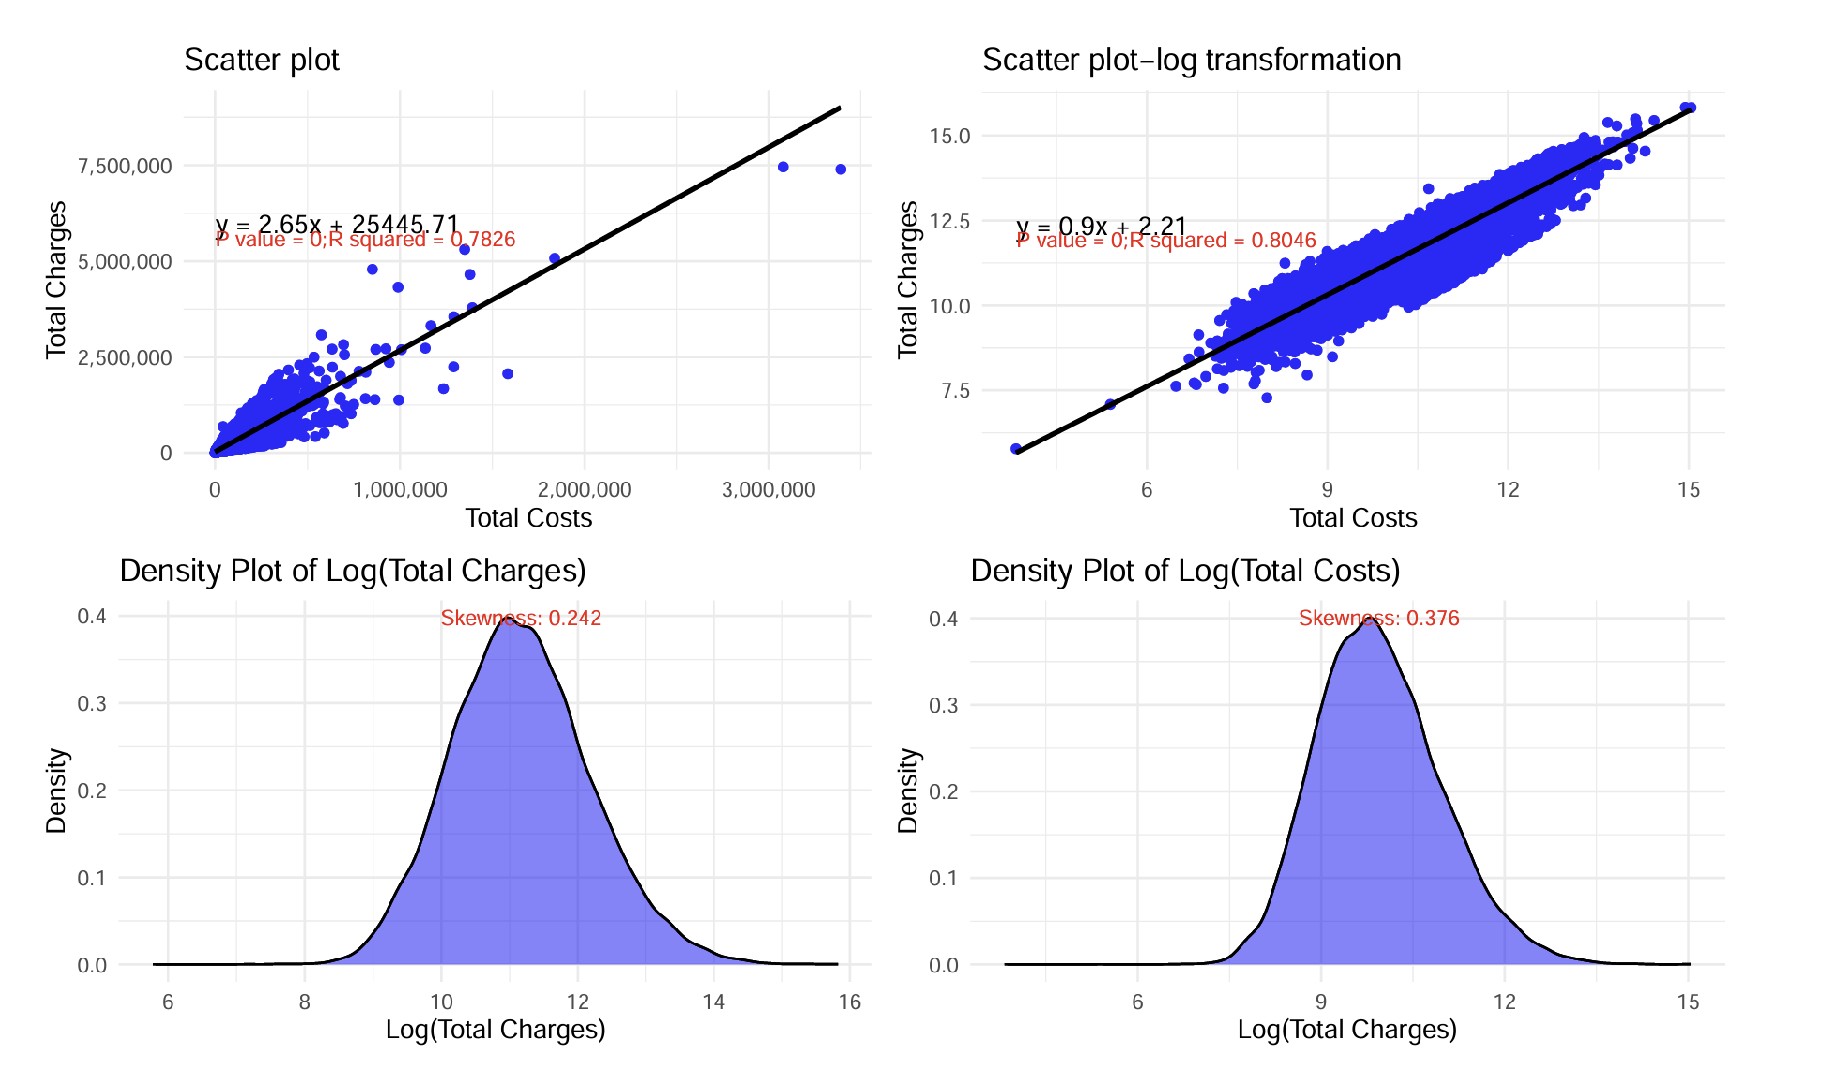 Scatter plot
Total Charges
7,500,000
5,000,000
2,500,000
0
y = 2.65x + 25445.71
P value = 0;R squared = 0.7826
0 1,000,000 2,000,000 3,000,000
Total Costs
Scatter plot–log transformation
Total Charges
15.0
12.5
10.0
7.5
y = 0.9x + 2.21
P value = 0;R squared = 0.8046
6 9 12 15
Total Costs
Density Plot of Log(Total Charges)
Density
0.4
0.3
0.2
0.1
0.0
Skewness: 0.242
6 8 10 12 14 16
Log(Total Charges)
Density Plot of Log(Total Costs)
Density
0.4
0.3
0.2
0.1
0.0
Skewness: 0.376
6 9 12 15
Log(Total Charges)